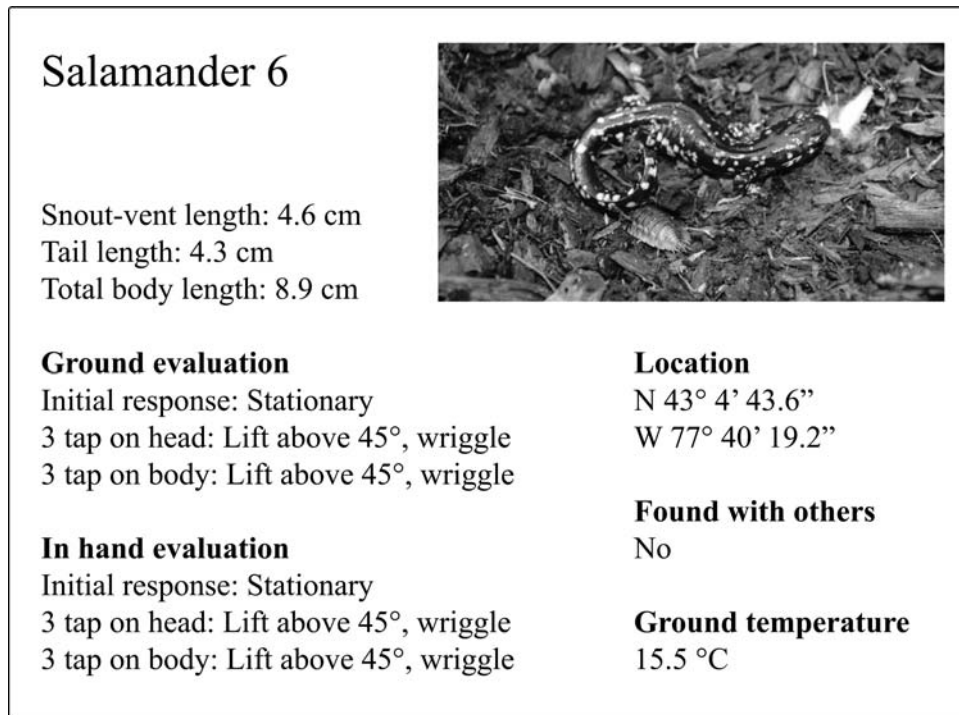 Salamander 6
Snout-vent length: 4.6 cm
Tail length: 4.3 cm
Total body length: 8.9 cm
Ground evaluation
Initial response: Stationary
3 tap on head: Lift above 45°, wriggle
3 tap on body: Lift above 45°, wriggle
In hand evaluation
Initial response: Stationary
3 tap on head: Lift above 45°, wriggle
3 tap on body: Lift above 45°, wriggle
Location
N 43° 4’ 43.6”
W 77° 40’ 19.2”
Found with others
No
Ground temperature
15.5 °C